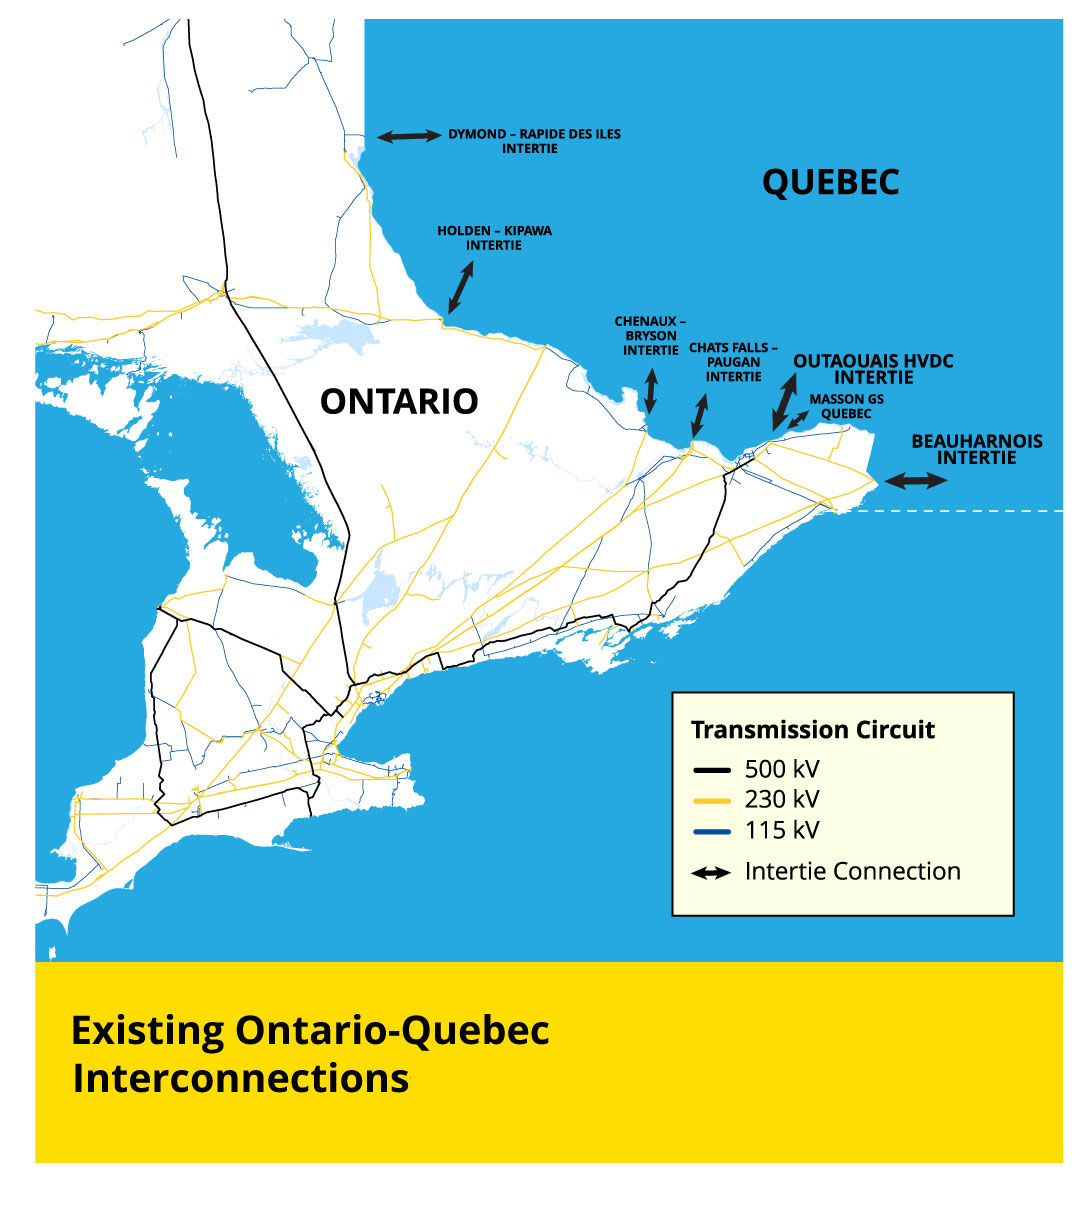 DYMOND – RAPIDE DES ILES
INTERTIE
QUEBEC
HOLDEN – KIPAWA
INTERTIE
CHENAUX –
BRYSON
INTERTIE
CHATS FALLS –
PAUGAN
INTERTIE
OUTAOUAIS HVDC
INTERTIE
MASSON GS
QUEBEC
ONTARIO
BEAUHARNOIS
INTERTIE
Transmission Circuit
500 kV
230 kV
115 kV
Intertie Connection
Existing Ontario-Quebec
Interconnections